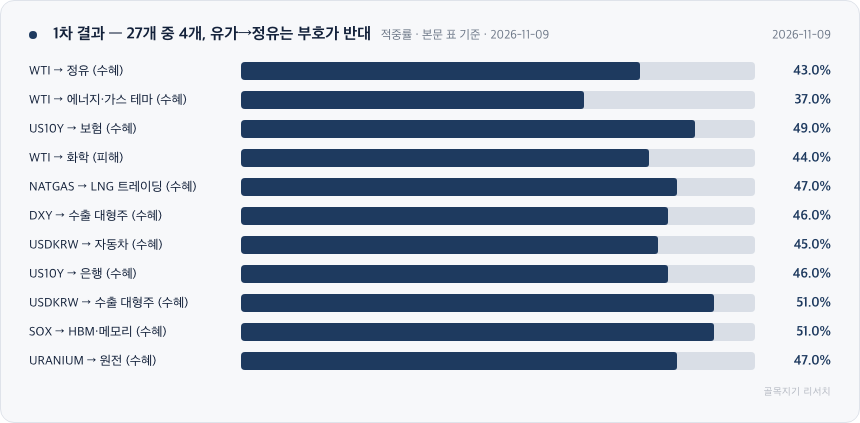 1차 결과 — 27개 중 4개, 유가→정유는 부호가 반대 적중률 · 본문 표 기준 · 2026-11-09 2026-11-09
WTI → 정유 (수혜) 43.0%
WTI → 에너지·가스 테마 (수혜) 37.0%
US10Y → 보험 (수혜) 49.0%
WTI → 화학 (피해) 44.0%
NATGAS → LNG 트레이딩 (수혜) 47.0%
DXY → 수출 대형주 (수혜) 46.0%
USDKRW → 자동차 (수혜) 45.0%
US10Y → 은행 (수혜) 46.0%
USDKRW → 수출 대형주 (수혜) 51.0%
SOX → HBM·메모리 (수혜) 51.0%
URANIUM → 원전 (수혜) 47.0%
골목지기 리서치